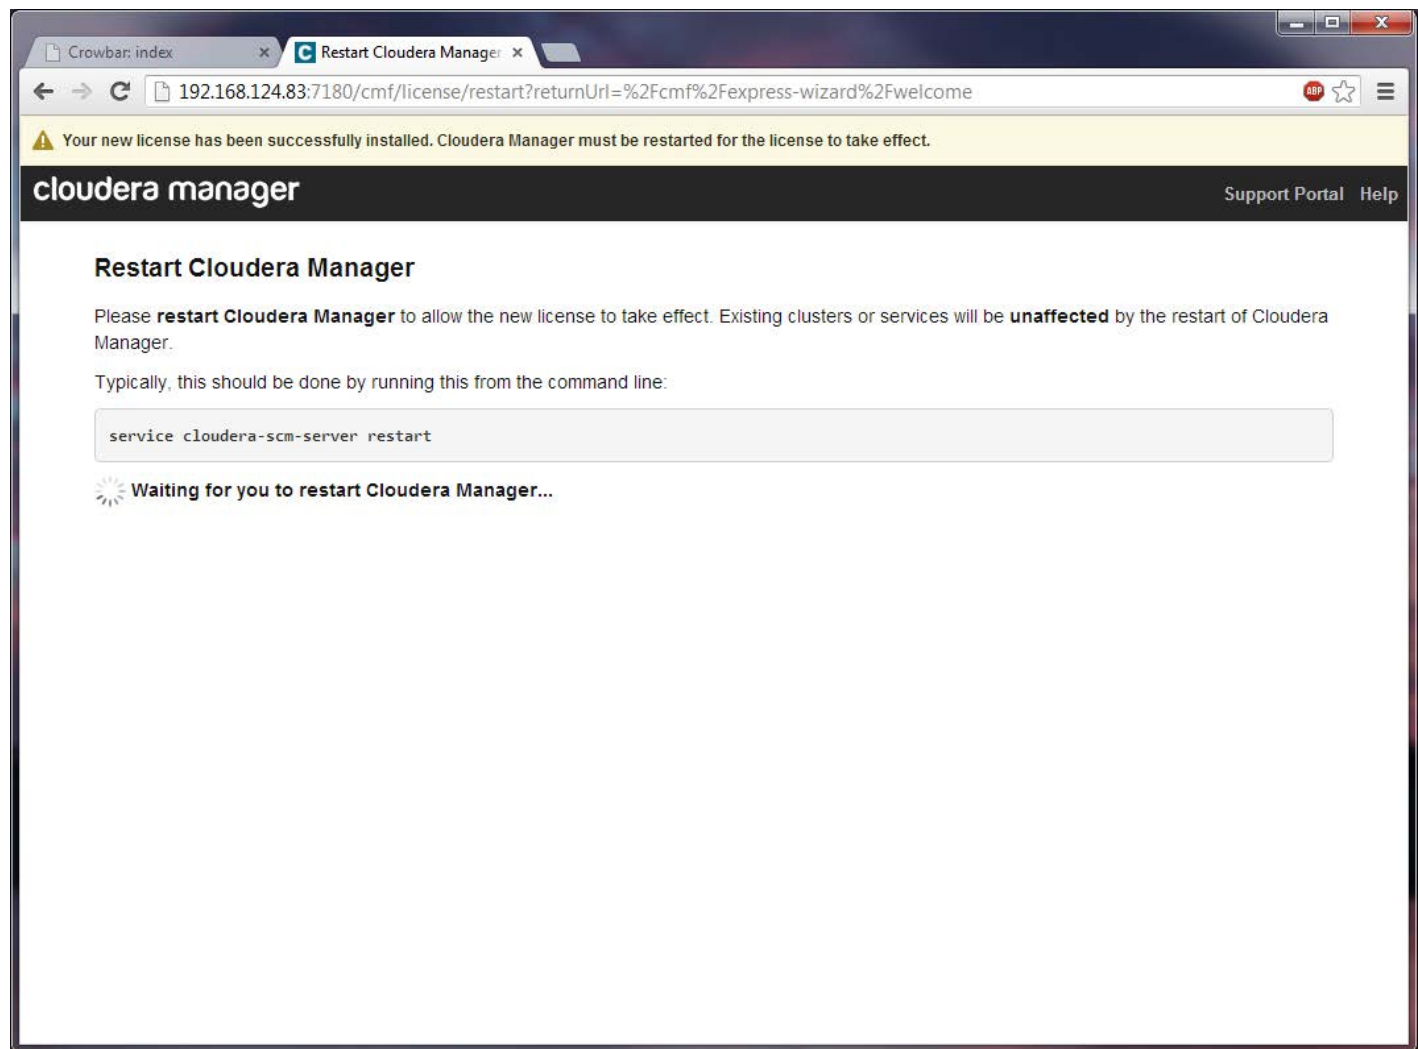 Crowbar: index
Restart Cloudera Manager
192.168.124.83:7180/cmf/license/restart?returnUrl=%2Fcmf%2Fexpress-wizard%2Fwelcome
ABP
Your new license has been successfully installed. Cloudera Manager must be restarted for the license to take effect.
cloudera manager
Support Portal Help
Restart Cloudera Manager
Please restart Cloudera Manager to allow the new license to take effect. Existing clusters or services will be unaffected by the restart of Cloudera
Manager.
Typically, this should be done by running this from the command line:
service cloudera-scm-server restart
Waiting for you to restart Cloudera Manager...